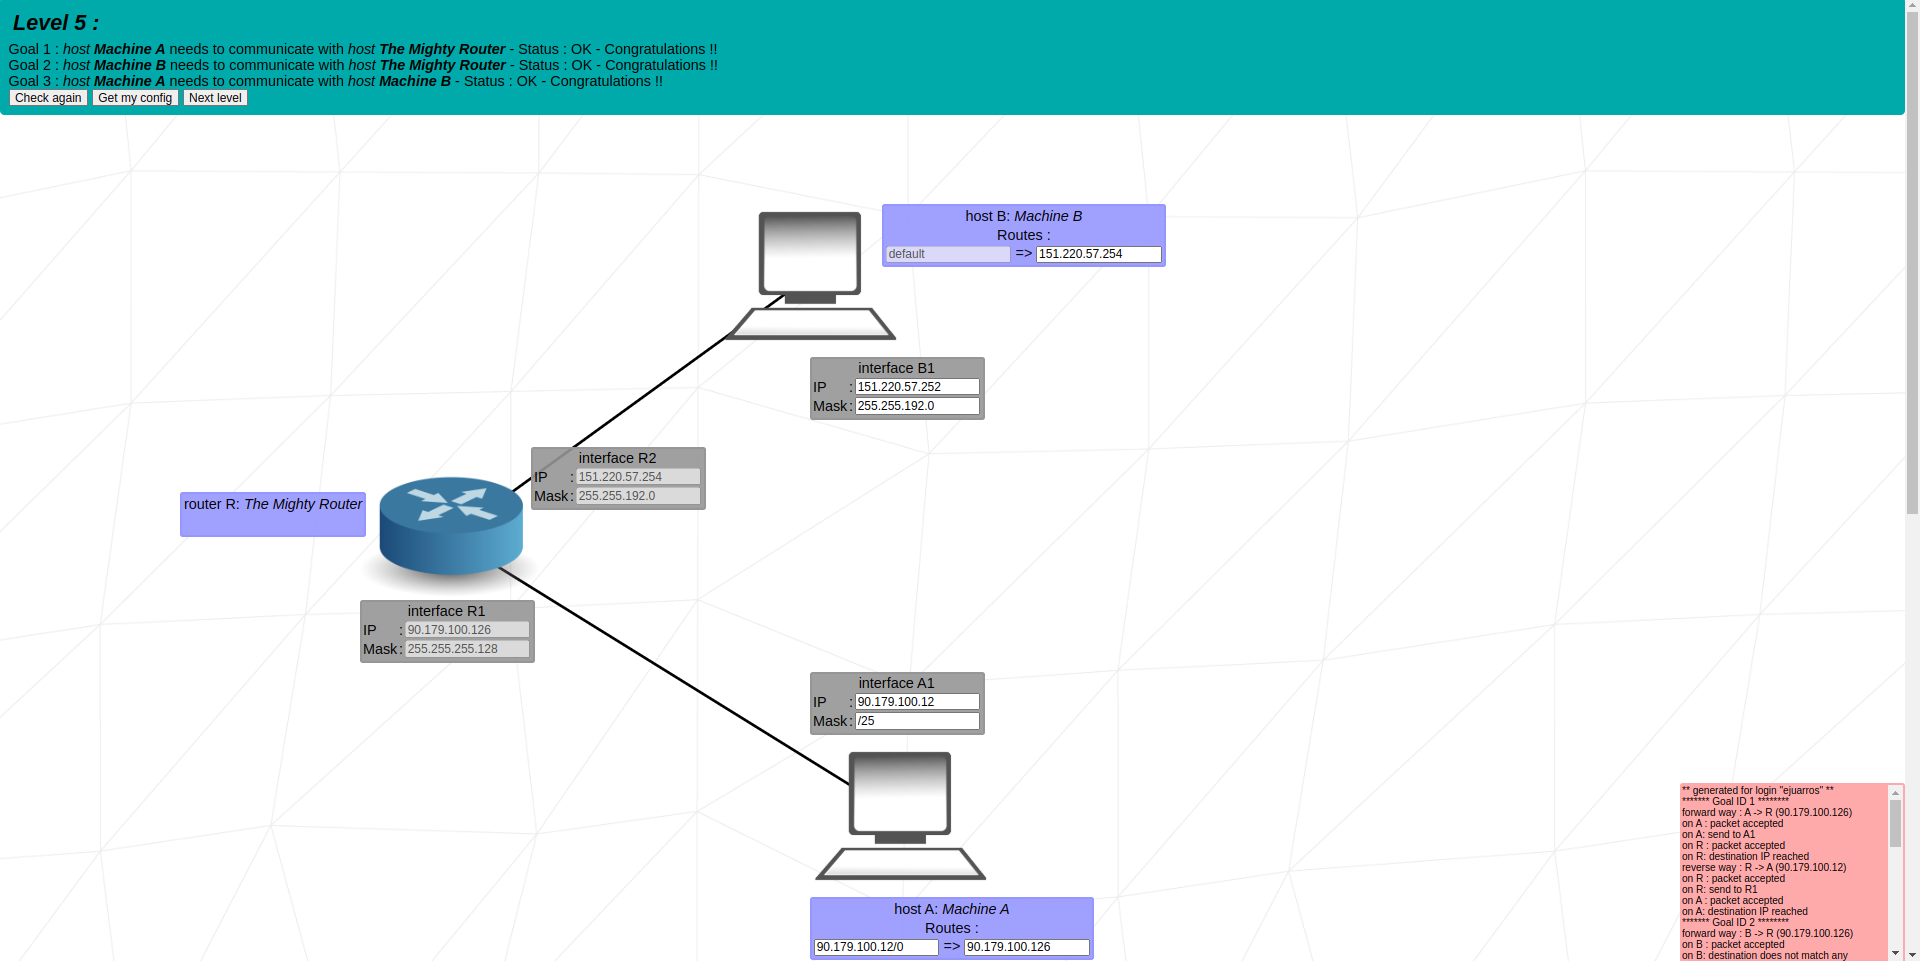 Level 5 :
Goal 1 : host Machine A needs to communicate with host The Mighty Router - Status : OK - Congratulations !!
Goal 2 : host Machine B needs to communicate with host The Mighty Router - Status : OK - Congratulations !!
Goal 3 : host Machine A needs to communicate with host Machine B - Status : OK - Congratulations !!
Check again Get my config Next level
host B: Machine B
Routes :
default => 151.220.57.254
interface B1
IP : 151.220.57.252
Mask : 255.255.192.0
interface R2
IP : 151.220.57.254
Mask : 255.255.192.0
router R: The Mighty Router
interface R1
IP : 90.179.100.126
Mask : 255.255.255.128
interface A1
IP : 90.179.100.12
Mask : /25
host A: Machine A
Routes :
90.179.100.12/0 => 90.179.100.126
** generated for login "ejuarros" **
******* Goal ID 1 ********
forward way : A -> R (90.179.100.126)
on A : packet accepted
on A: send to A1
on R : packet accepted
on R: destination IP reached
reverse way : R -> A (90.179.100.12)
on R : packet accepted
on R: send to R1
on A : packet accepted
on A: destination IP reached
******* Goal ID 2 ********
forward way : B -> R (90.179.100.126)
on B : packet accepted
on B: destination does not match any